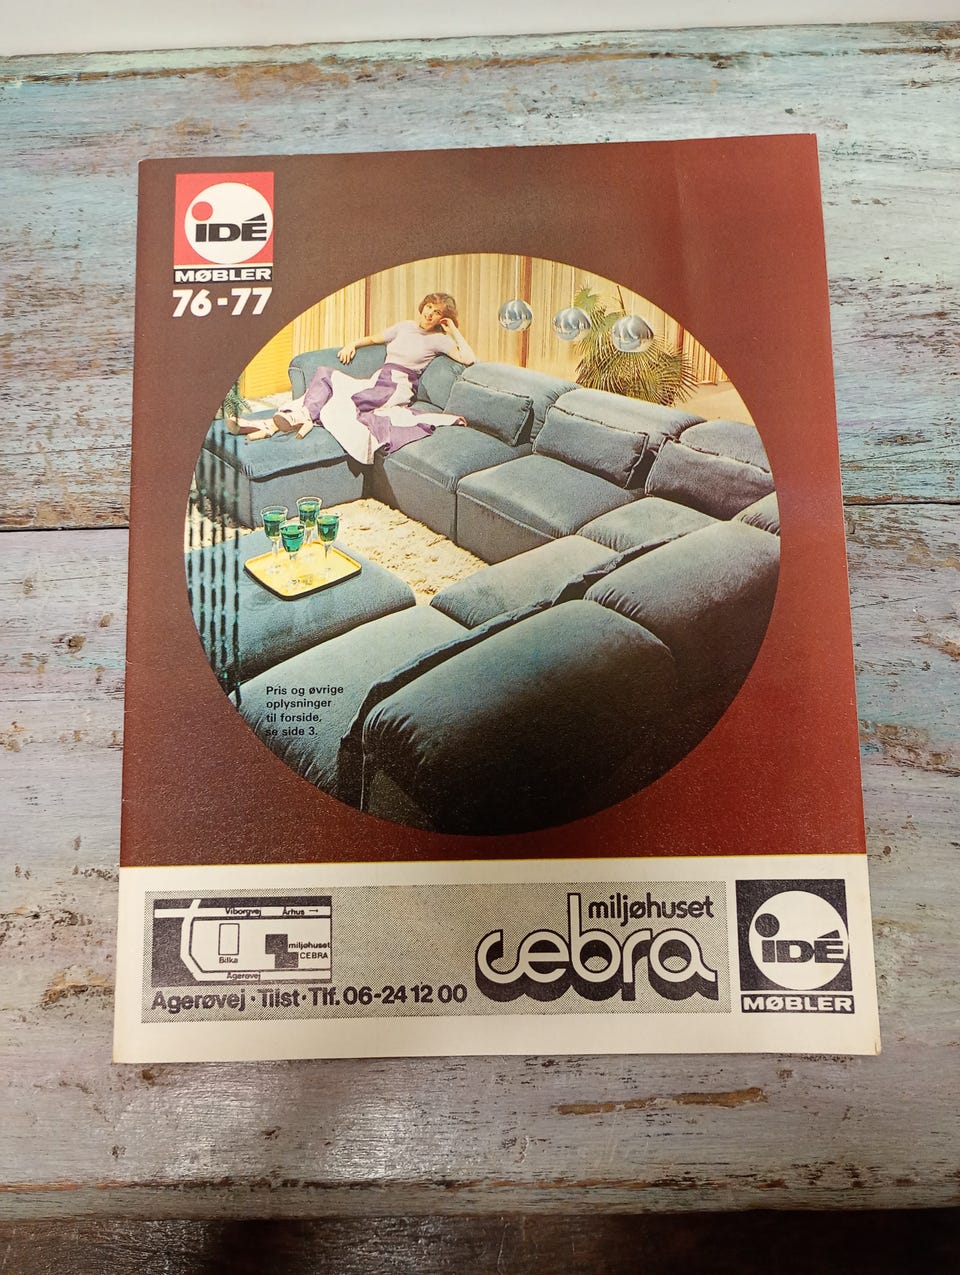 iDÉ
MØBLER
76-77
Pris og øvrige
oplysninger
til forside,
se side 3.
Viborgvej Århus →
miljøhuset
CEBRA
Bilka
Agerøvej
Agerøvej · Tilst · Tlf. 06-24 12 00
miljøhuset
cebra
iDÉ
MØBLER